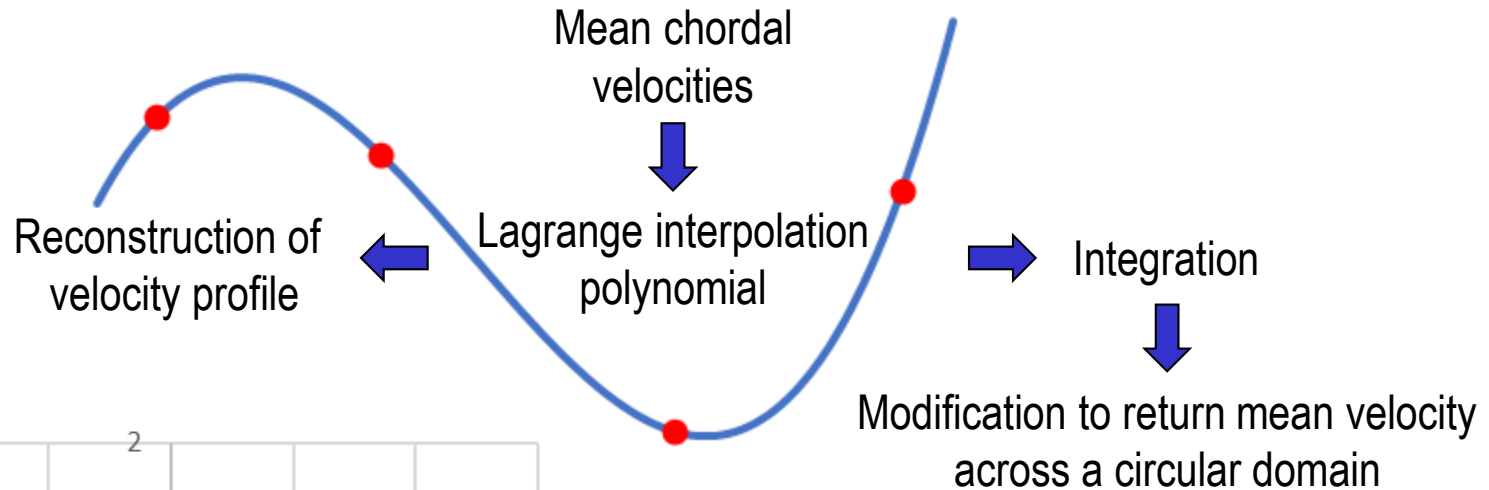 Mean chordal
velocities
Reconstruction of
velocity profile
Lagrange interpolation
polynomial
Integration
Modification to return mean velocity
across a circular domain
2